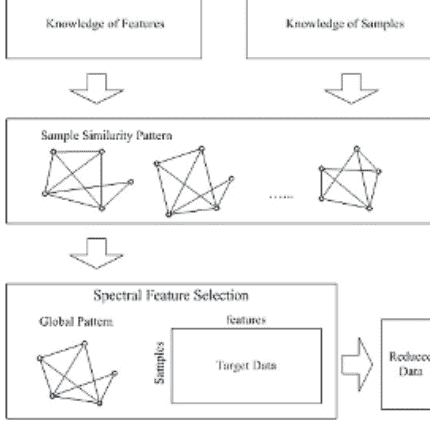 Knowledge of Features
Knowledge of Samples
Sample Similurity Pattern
......
Spectral Feature Selection
Global Pattern
features
Samples
Target Data
Reduced
Data